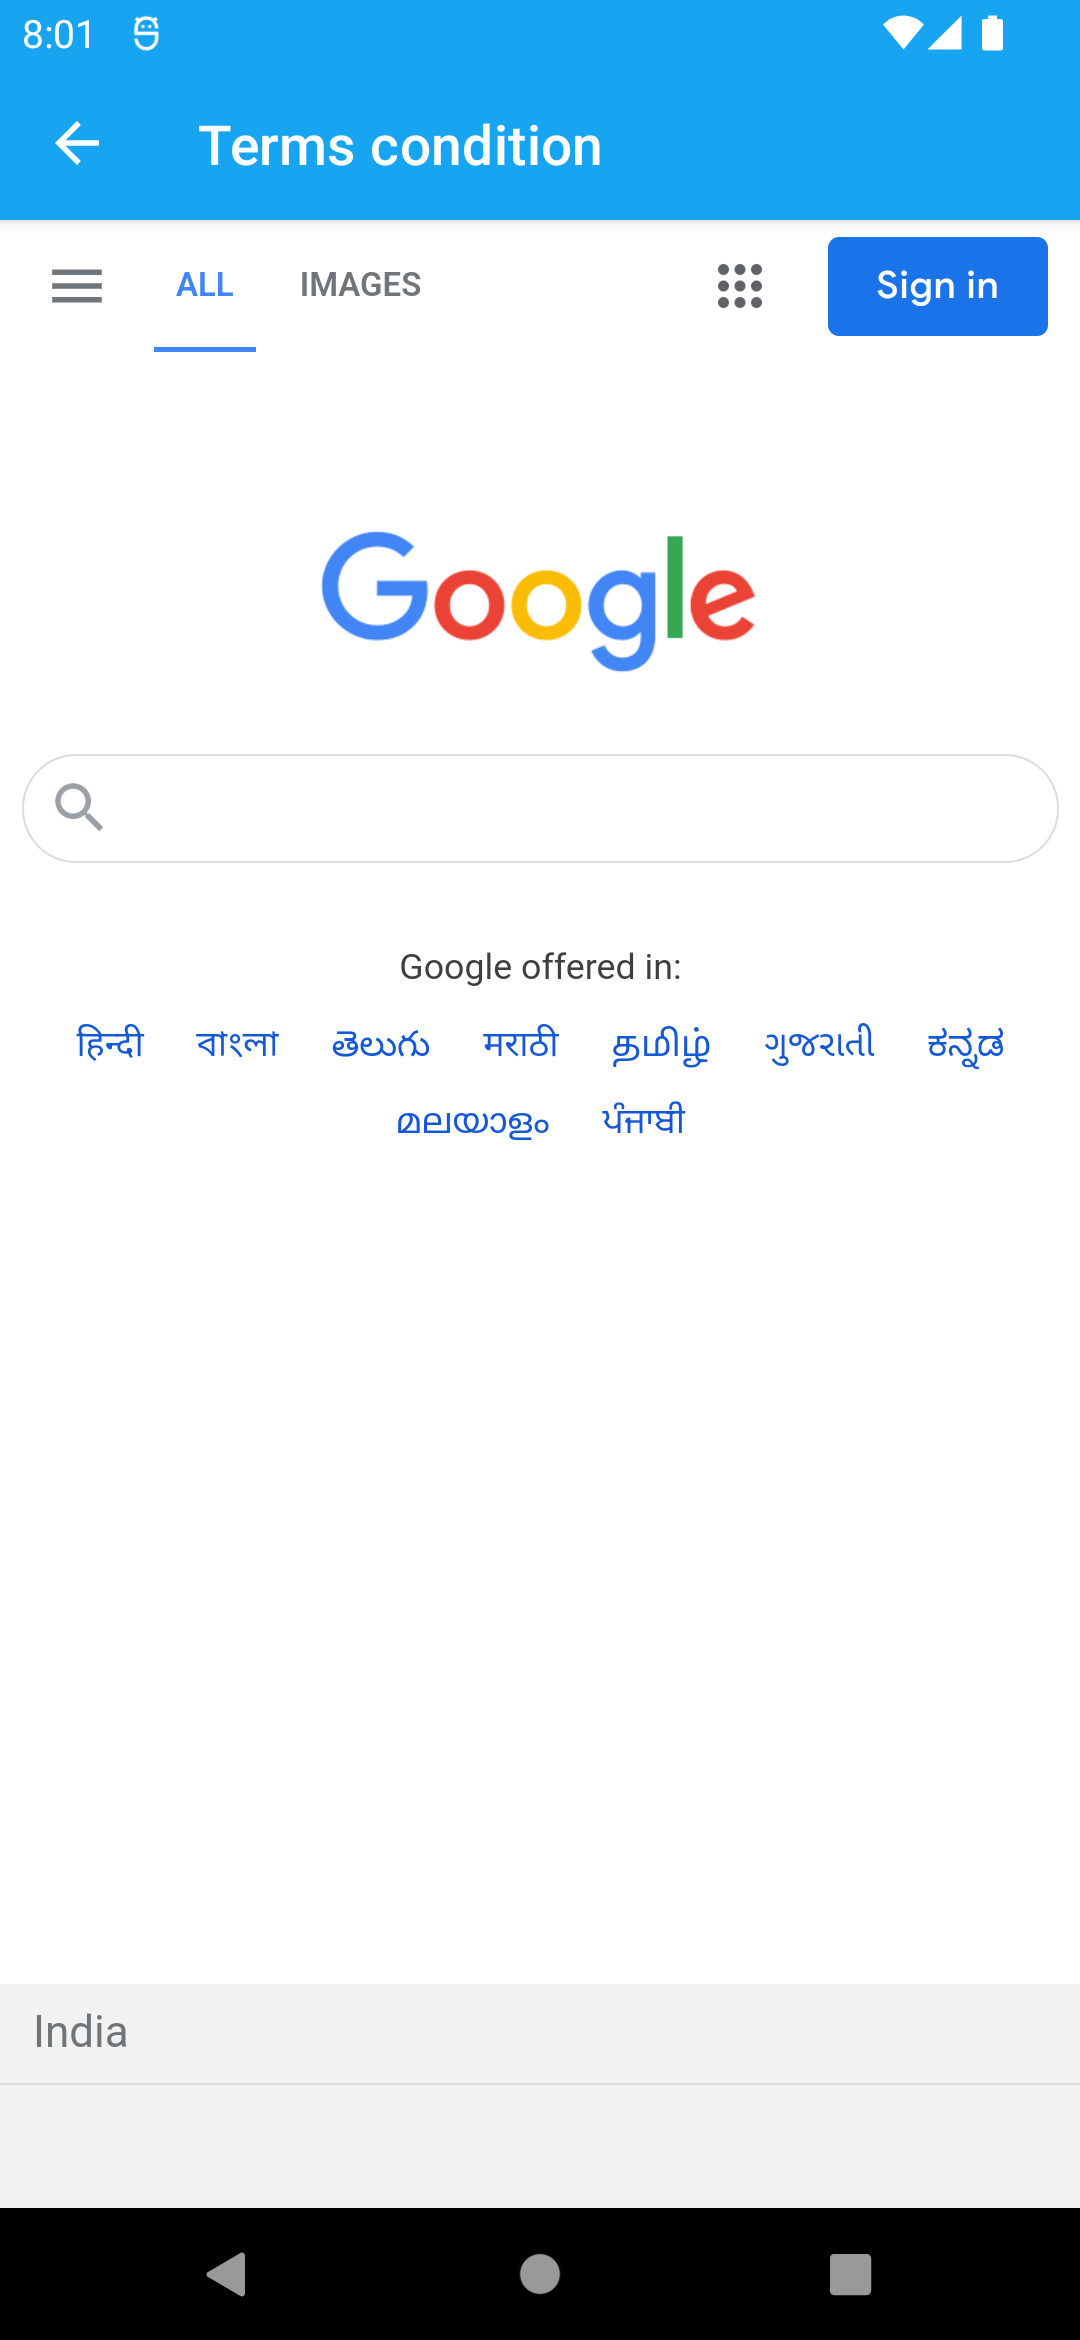 8:01
Terms condition
ALL IMAGES Sign in
Google
Google offered in:
हिन्दी বাংলা తెలుగు मराठी தமிழ் ગુજરાતી ಕನ್ನಡ
മലയാളം ਪੰਜਾਬੀ
India